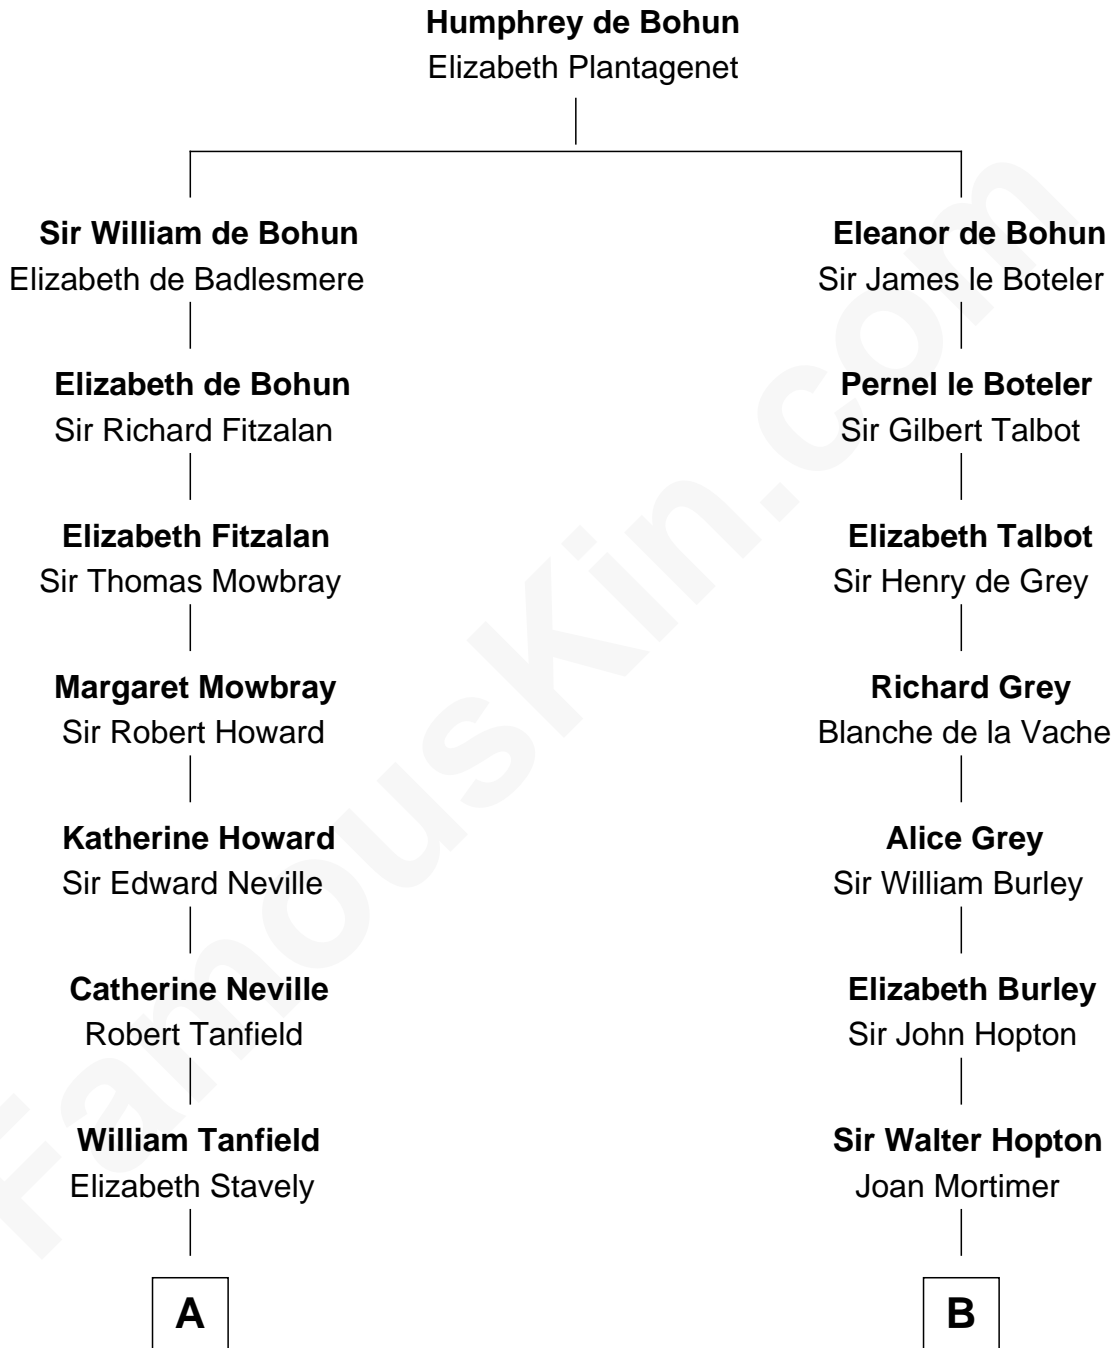 Humphrey de Bohun
Elizabeth Plantagenet
Sir William de Bohun
Elizabeth de Badlesmere
Eleanor de Bohun
Sir James le Boteler
Elizabeth de Bohun
Sir Richard Fitzalan
Pernel le Boteler
Sir Gilbert Talbot
Elizabeth Fitzalan
Sir Thomas Mowbray
Elizabeth Talbot
Sir Henry de Grey
Margaret Mowbray
Sir Robert Howard
Richard Grey
Blanche de la Vache
Katherine Howard
Sir Edward Neville
Alice Grey
Sir William Burley
Catherine Neville
Robert Tanfield
Elizabeth Burley
Sir John Hopton
William Tanfield
Elizabeth Stavely
Sir Walter Hopton
Joan Mortimer
A
B
FamousKin.com